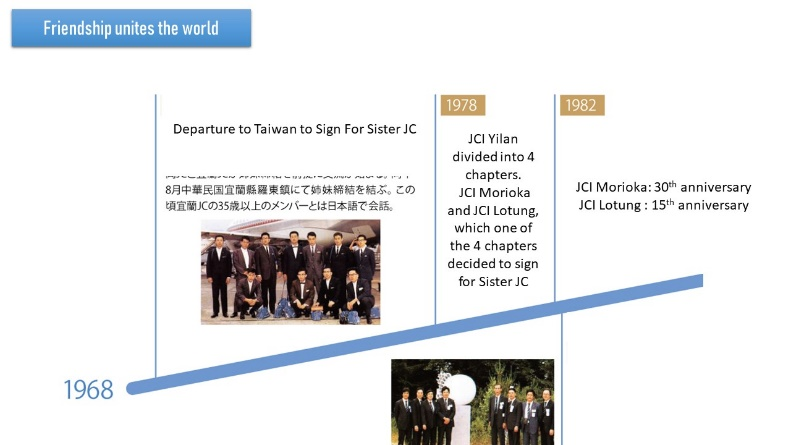 Friendship unites the world
Departure to Taiwan to Sign For Sister JC
8月中華民国宜蘭縣羅東鎮にて姉妹締結を結ぶ。この
頃宜蘭JCの35歳以上のメンバーとは日本語で会話。
1978
JCI Yilan
divided into 4
chapters.
JCI Morioka
and JCI Lotung,
which one of
the 4 chapters
decided to sign
for Sister JC
1982
JCI Morioka: 30th anniversary
JCI Lotung : 15th anniversary
1968